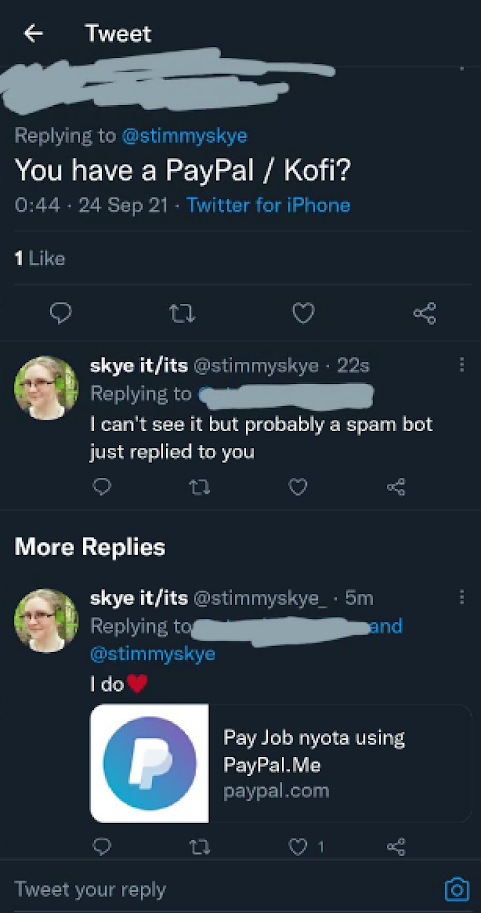 Tweet
Replying to @stimmyskye
You have a PayPal / Kofi?
0:44 · 24 Sep 21 · Twitter for iPhone
1 Like
skye it/its @stimmyskye · 22s
Replying to
I can't see it but probably a spam bot
just replied to you
More Replies
skye it/its @stimmyskye_ · 5m
Replying to and
@stimmyskye
I do❤️
Pay Job nyota using
PayPal.Me
paypal.com
1
Tweet your reply